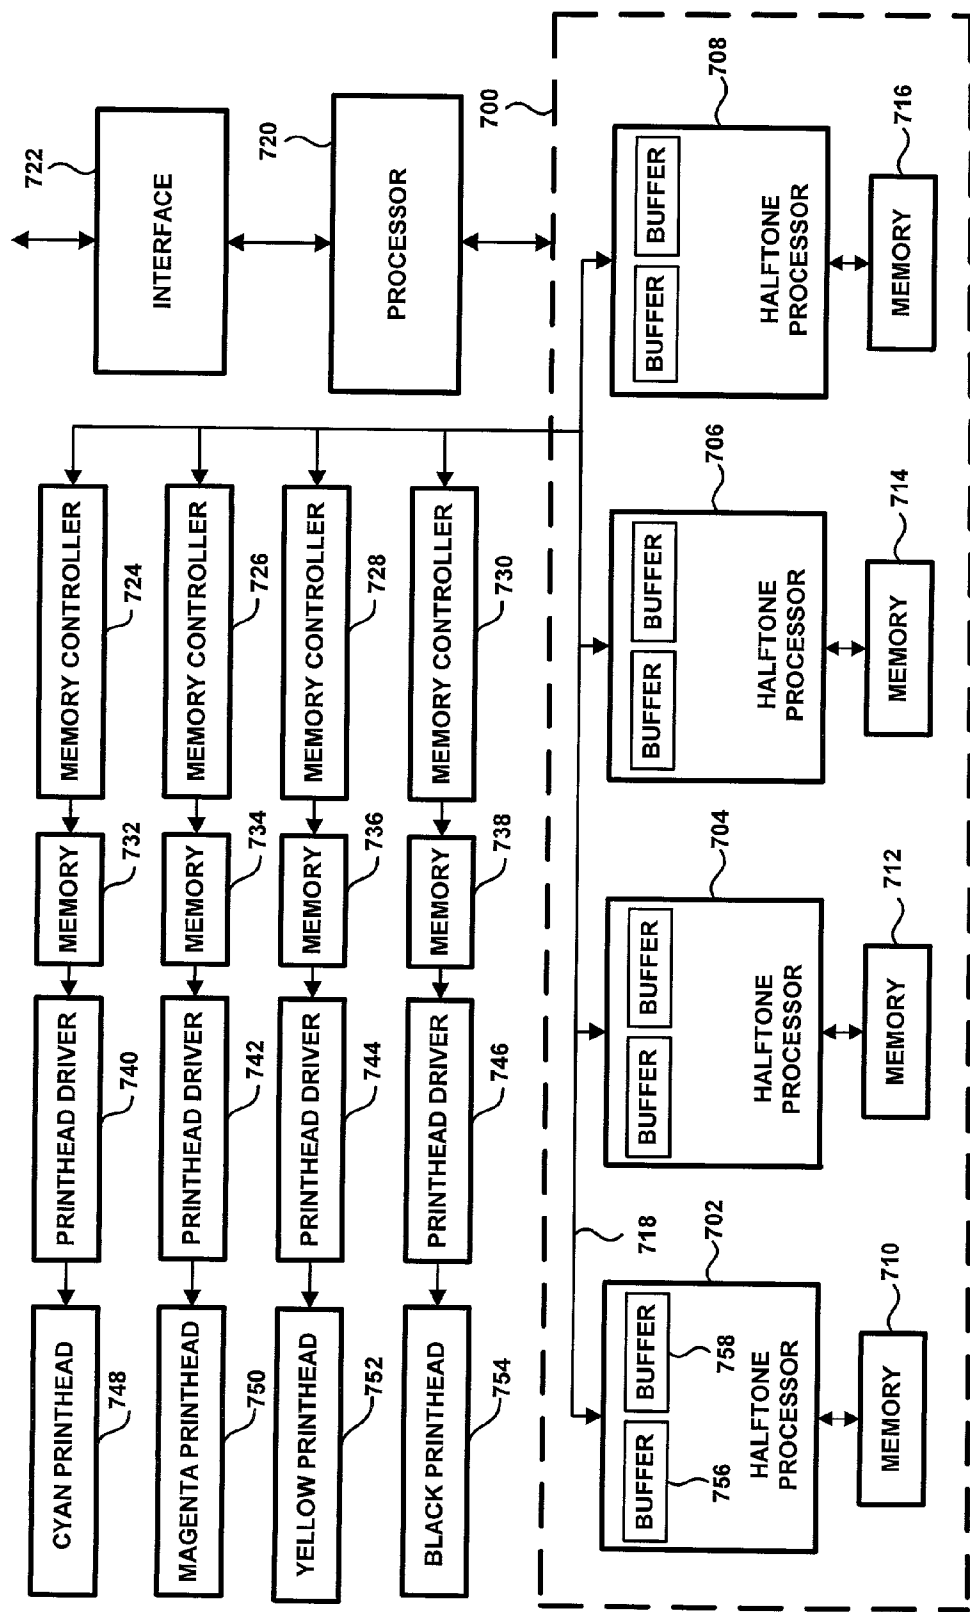 CYAN PRINTHEAD
748
PRINTHEAD DRIVER
740
MEMORY
732
MEMORY CONTROLLER
724
MAGENTA PRINTHEAD
750
PRINTHEAD DRIVER
742
MEMORY
734
MEMORY CONTROLLER
726
YELLOW PRINTHEAD
752
PRINTHEAD DRIVER
744
MEMORY
736
MEMORY CONTROLLER
728
BLACK PRINTHEAD
754
PRINTHEAD DRIVER
746
MEMORY
738
MEMORY CONTROLLER
730
722
INTERFACE
720
PROCESSOR
700
718
702
BUFFER
756
BUFFER
758
HALFTONE
PROCESSOR
710
MEMORY
704
BUFFER
BUFFER
HALFTONE
PROCESSOR
712
MEMORY
706
BUFFER
BUFFER
HALFTONE
PROCESSOR
714
MEMORY
708
BUFFER
BUFFER
HALFTONE
PROCESSOR
716
MEMORY